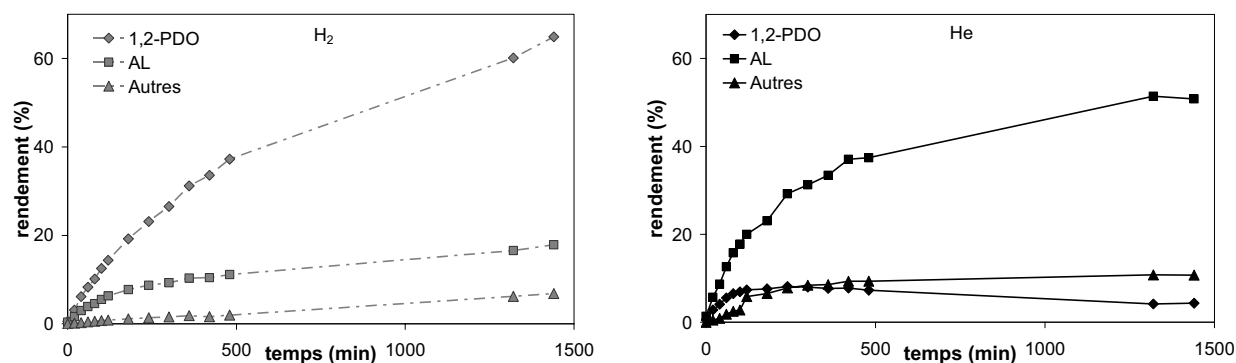 H₂
1,2-PDO
AL
Autres
60
40
20
0
rendement (%)
0
500
1000
1500
temps (min)
He
1,2-PDO
AL
Autres
60
40
20
0
rendement (%)
0
500
1000
1500
temps (min)